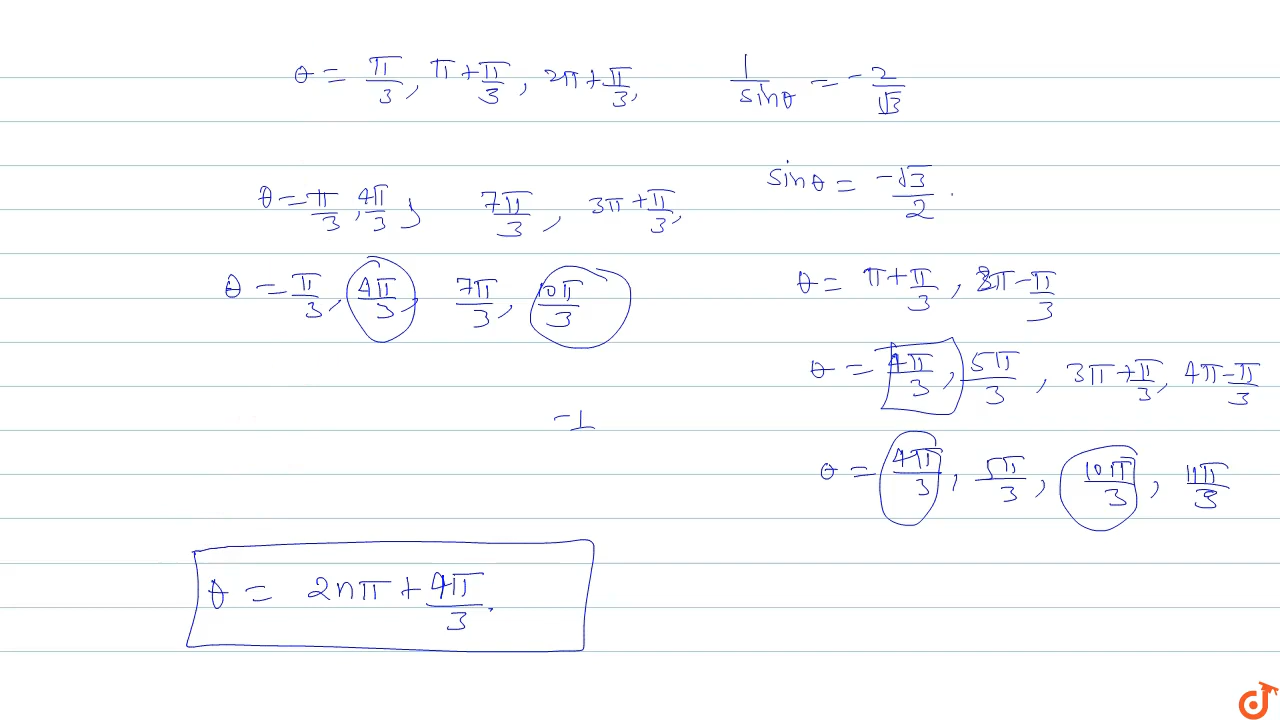 θ = π/3, π + π/3, 2π + π/3,
1/sinθ = -2/√3
sinθ = -√3/2
θ = π/3, 4π/3, 7π/3, 3π + π/3,
θ = π/3, 4π/3, 7π/3, 10π/3
θ = π + π/3, 2π - π/3
θ = 4π/3, 5π/3, 3π + π/3, 4π - π/3
-1
θ = 4π/3, 5π/3, 10π/3, 11π/3
θ = 2nπ + 4π/3.